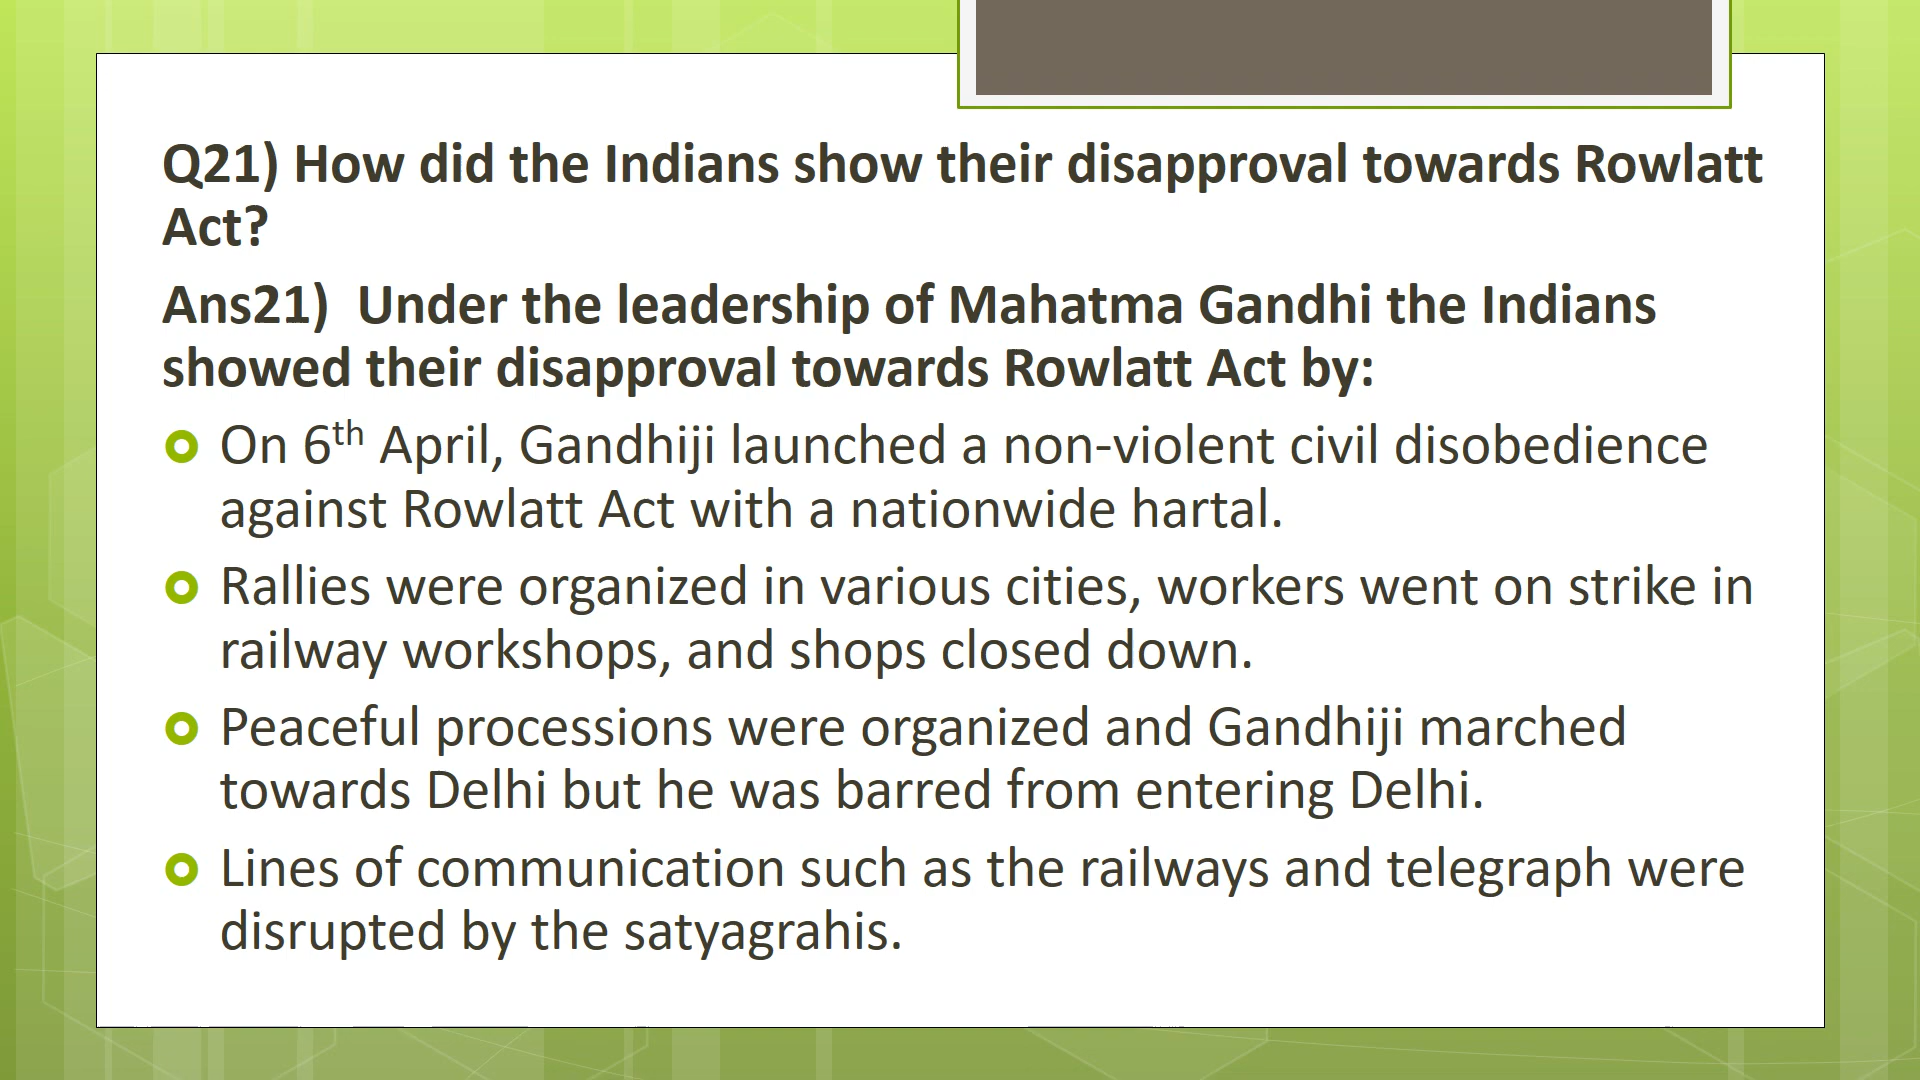 Q21) How did the Indians show their disapproval towards Rowlatt
Act?
Ans21)  Under the leadership of Mahatma Gandhi the Indians
showed their disapproval towards Rowlatt Act by:
On 6th April, Gandhiji launched a non-violent civil disobedience
against Rowlatt Act with a nationwide hartal.
Rallies were organized in various cities, workers went on strike in
railway workshops, and shops closed down.
Peaceful processions were organized and Gandhiji marched
towards Delhi but he was barred from entering Delhi.
Lines of communication such as the railways and telegraph were
disrupted by the satyagrahis.